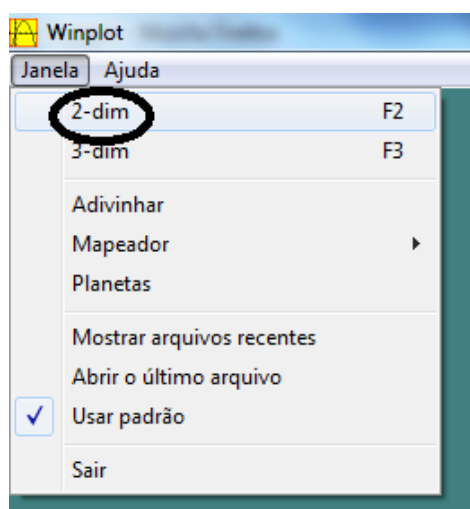 Winplot
Janela Ajuda
2-dim F2
3-dim F3
Adivinhar
Mapeador
Planetas
Mostrar arquivos recentes
Abrir o último arquivo
Usar padrão
Sair